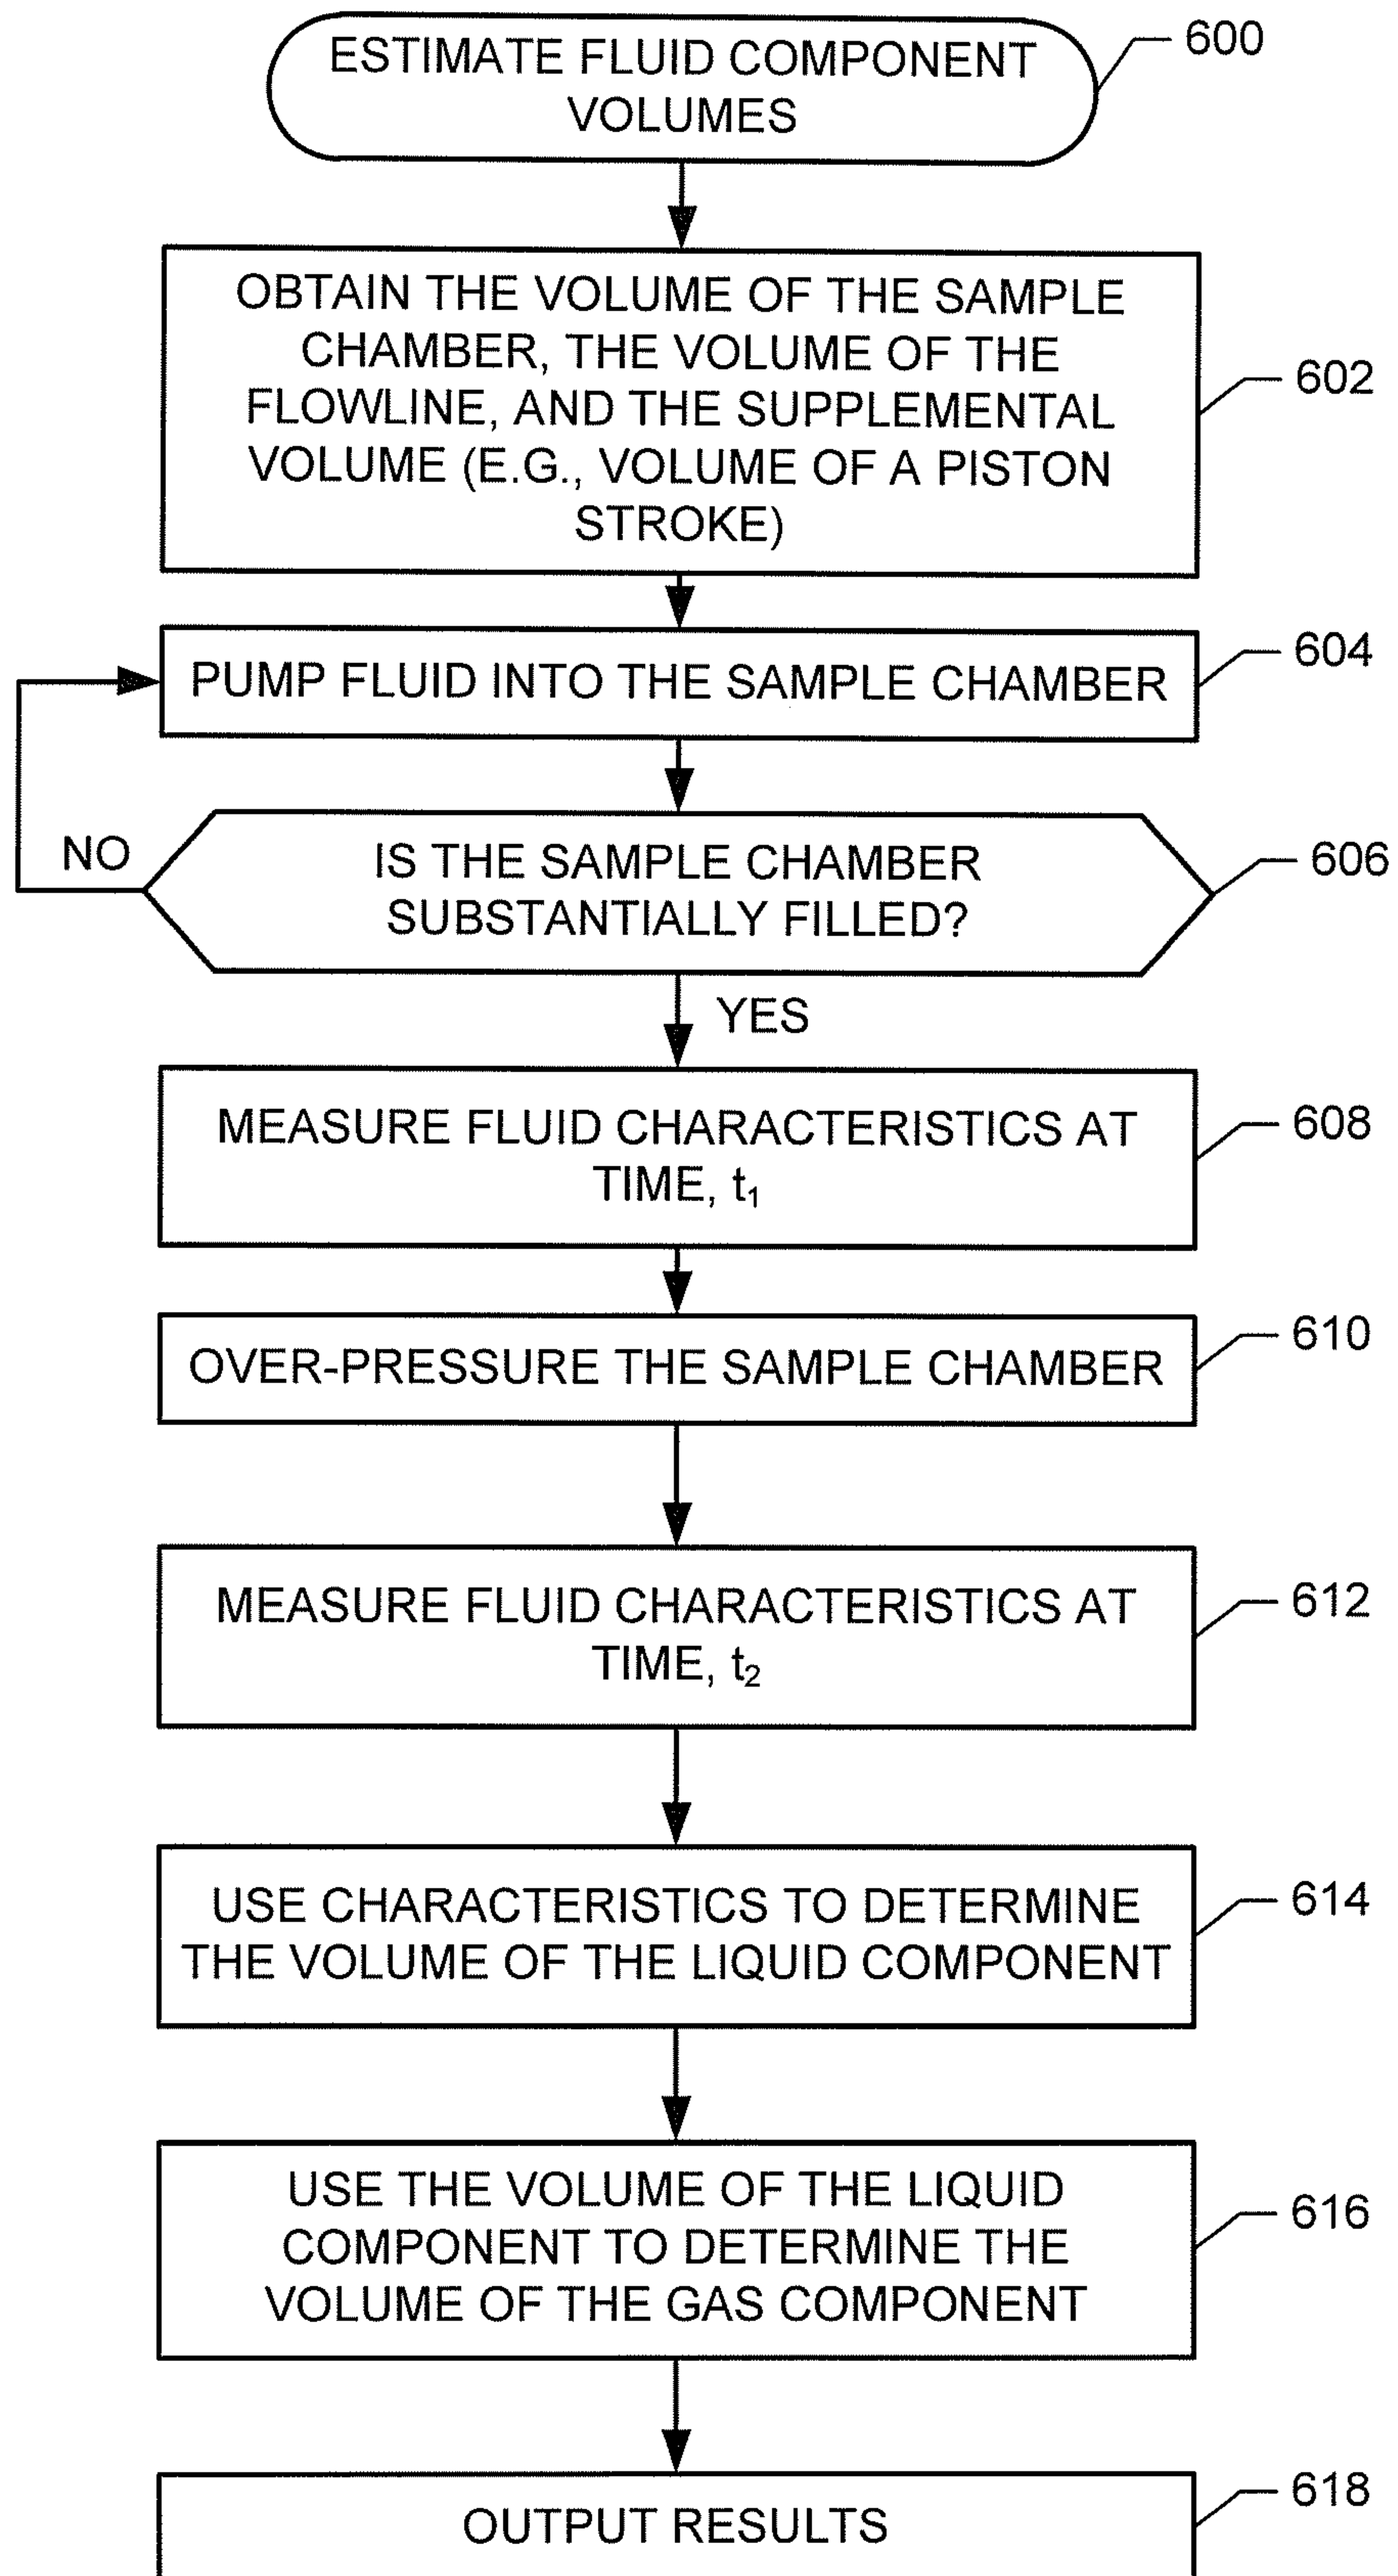 ESTIMATE FLUID COMPONENT
VOLUMES
600
OBTAIN THE VOLUME OF THE SAMPLE
CHAMBER, THE VOLUME OF THE
FLOWLINE, AND THE SUPPLEMENTAL
VOLUME (E.G., VOLUME OF A PISTON
STROKE)
602
PUMP FLUID INTO THE SAMPLE CHAMBER
604
NO
IS THE SAMPLE CHAMBER
SUBSTANTIALLY FILLED?
606
YES
MEASURE FLUID CHARACTERISTICS AT
TIME, t₁
608
OVER-PRESSURE THE SAMPLE CHAMBER
610
MEASURE FLUID CHARACTERISTICS AT
TIME, t₂
612
USE CHARACTERISTICS TO DETERMINE
THE VOLUME OF THE LIQUID COMPONENT
614
USE THE VOLUME OF THE LIQUID
COMPONENT TO DETERMINE THE
VOLUME OF THE GAS COMPONENT
616
OUTPUT RESULTS
618